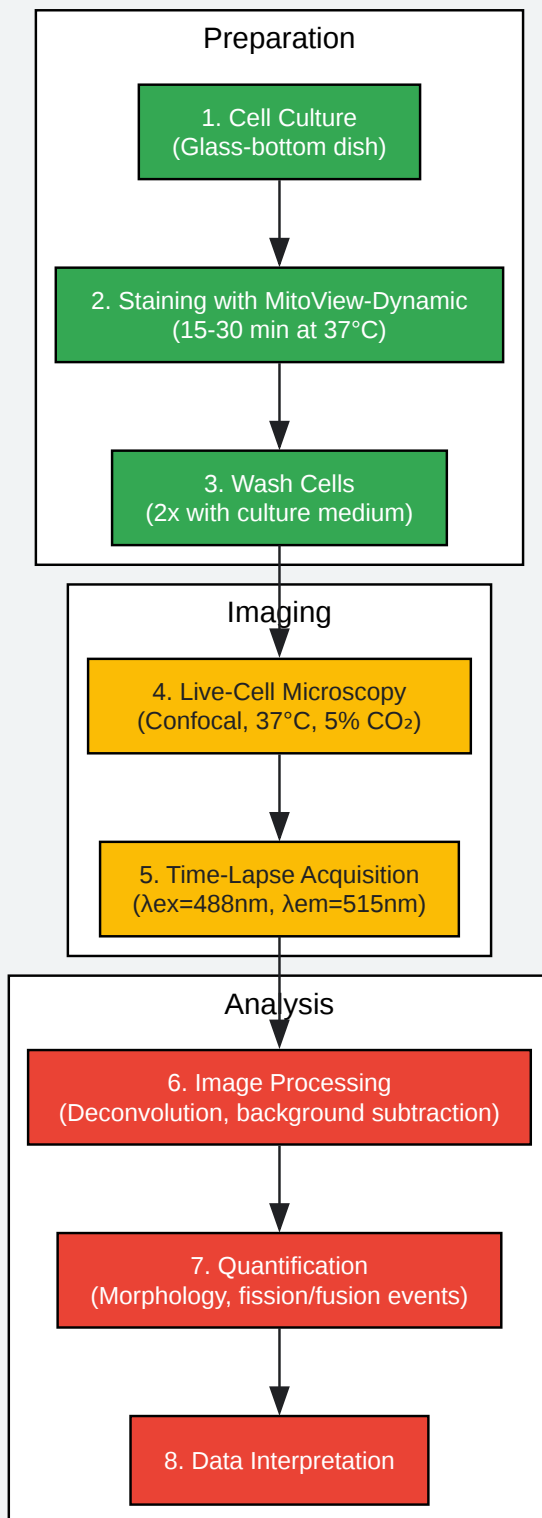 Preparation
1. Cell Culture
(Glass-bottom dish)
2. Staining with MitoView-Dynamic
(15-30 min at 37°C)
3. Wash Cells
(2x with culture medium)
Imaging
4. Live-Cell Microscopy
(Confocal, 37°C, 5% CO₂)
5. Time-Lapse Acquisition
(λex=488nm, λem=515nm)
Analysis
6. Image Processing
(Deconvolution, background subtraction)
7. Quantification
(Morphology, fission/fusion events)
8. Data Interpretation